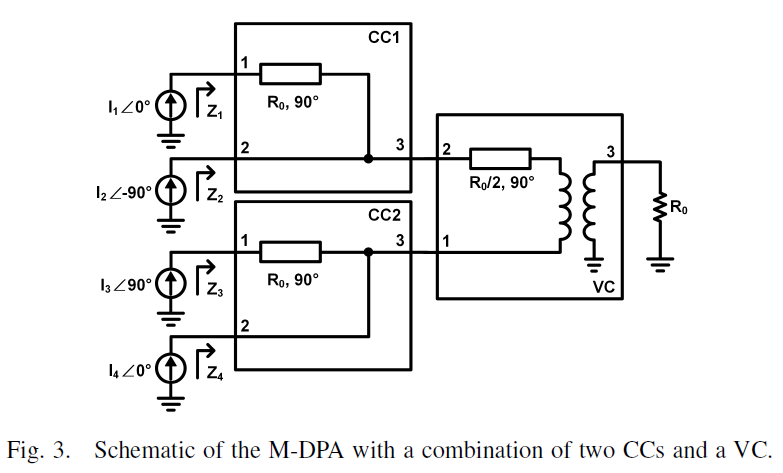 CC1
1
R₀, 90°
I₁∠0°
Z₁
2
3
2
3
I₂∠-90°
Z₂
R₀/2, 90°
R₀
CC2
1
3
1
I₃∠90°
Z₃
R₀, 90°
VC
2
I₄∠0°
Z₄
Fig. 3. Schematic of the M-DPA with a combination of two CCs and a VC.